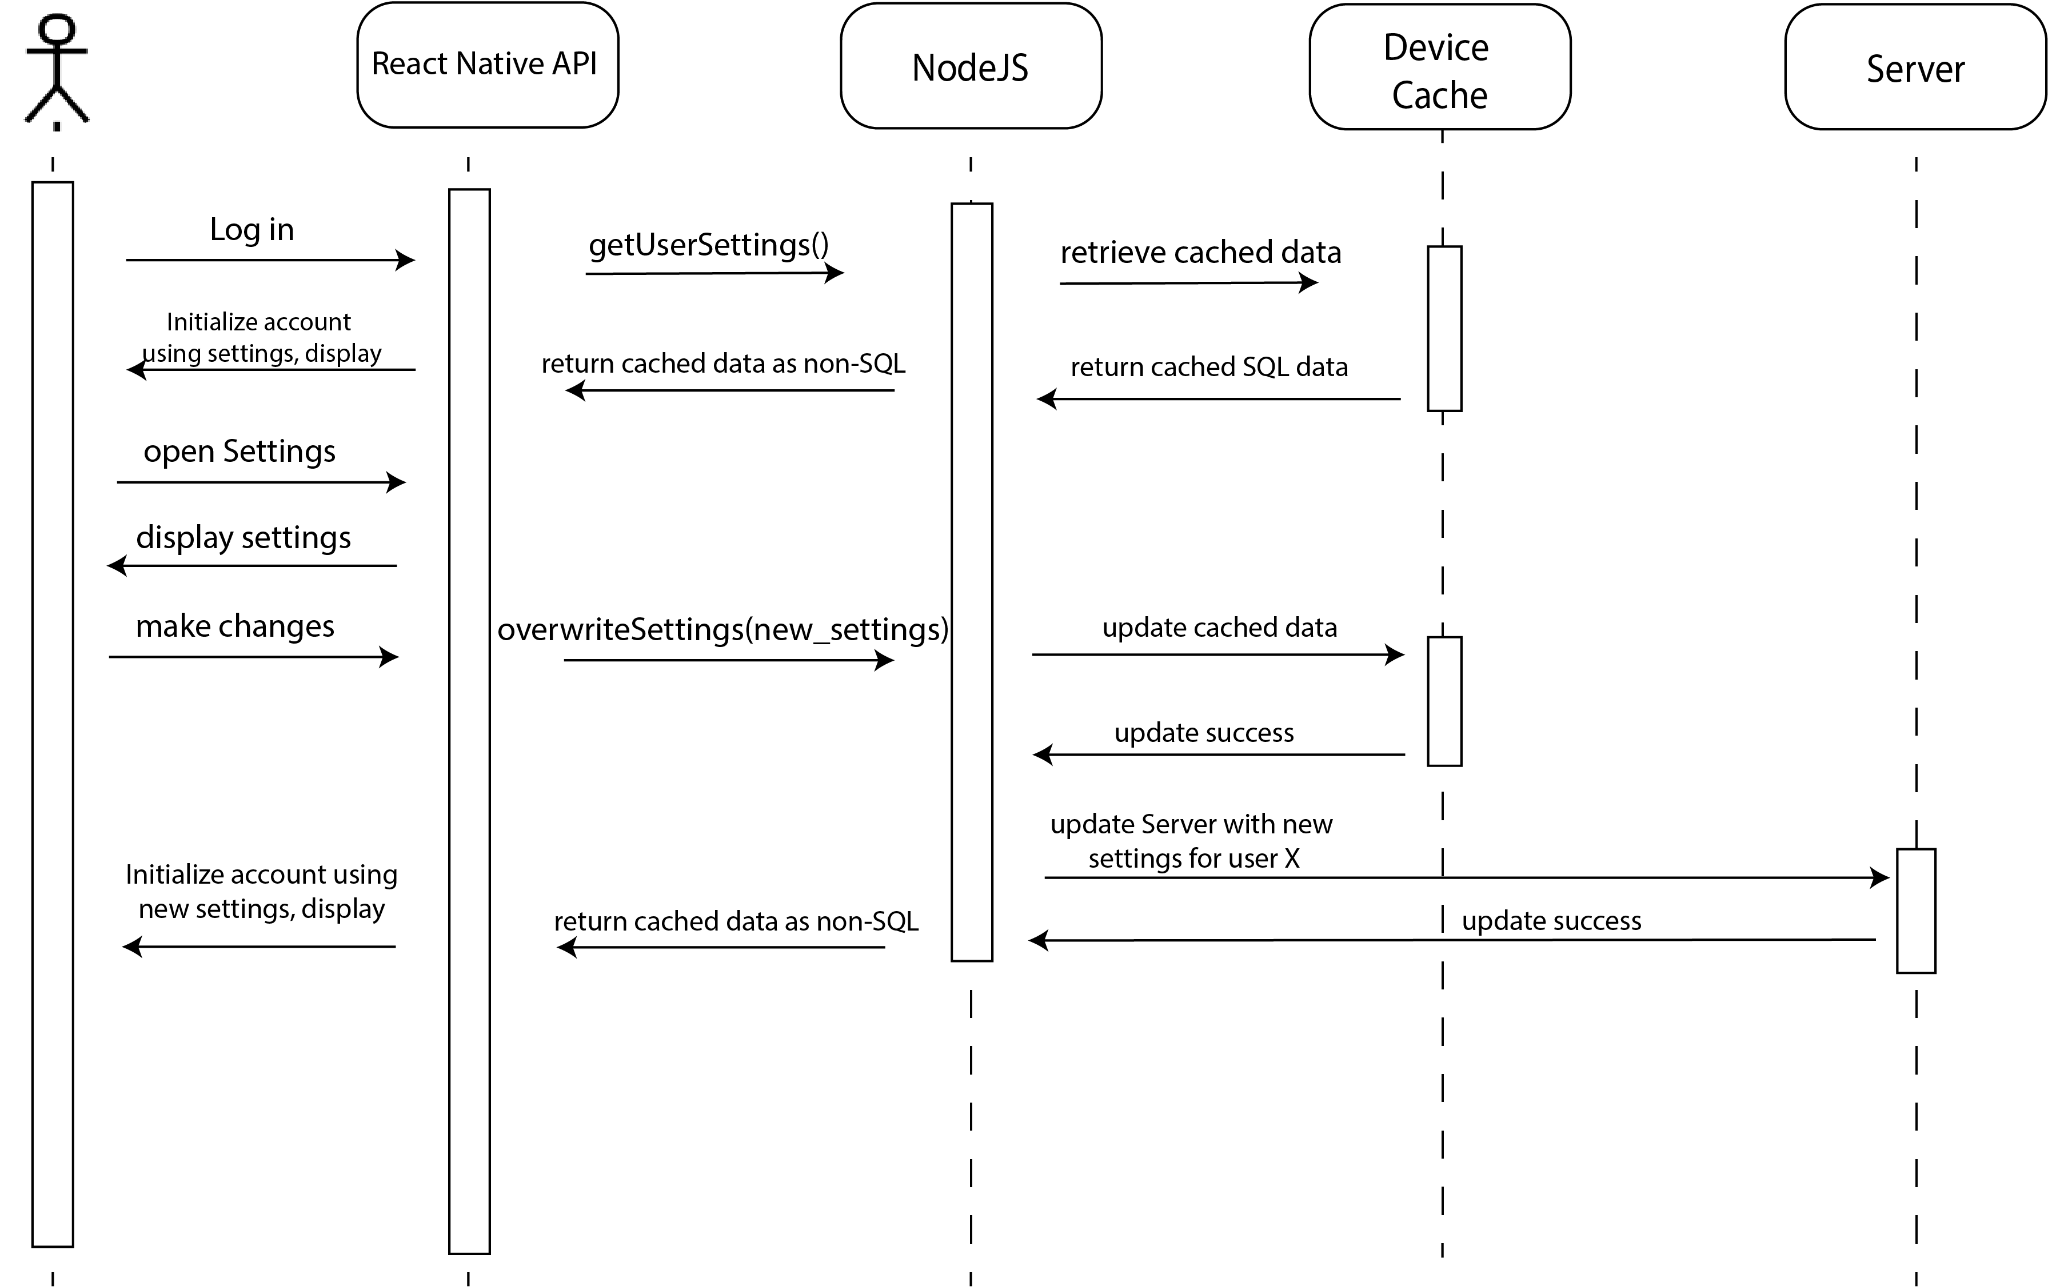 React Native API
NodeJS
Device
Cache
Server
Log in
getUserSettings()
retrieve cached data
Initialize account
using settings, display
return cached data as non-SQL
return cached SQL data
open Settings
display settings
make changes
overwriteSettings(new_settings)
update cached data
update success
update Server with new
settings for user X
Initialize account using
new settings, display
return cached data as non-SQL
update success